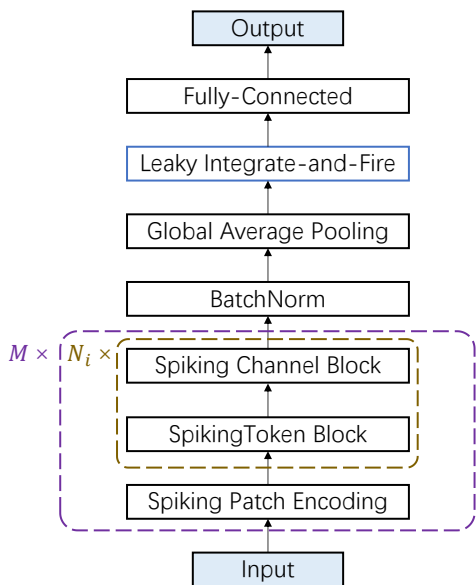 Output
Fully-Connected
Leaky Integrate-and-Fire
Global Average Pooling
BatchNorm
M × N_i ×
Spiking Channel Block
SpikingToken Block
Spiking Patch Encoding
Input